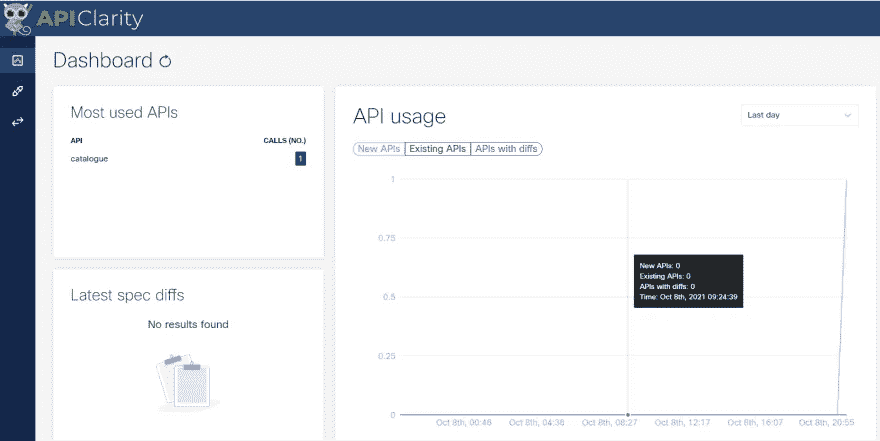 APIClarity
Dashboard
Most used APIs
API CALLS (NO.)
catalogue 1
Latest spec diffs
No results found
API usage
Last day
New APIs Existing APIs APIs with diffs
1
0.75
0.5
0.25
0
New APIs: 0
Existing APIs: 0
APIs with diffs: 0
Time: Oct 8th, 2021 09:24:39
Oct 8th, 00:46 Oct 8th, 04:36 Oct 8th, 08:27 Oct 8th, 12:17 Oct 8th, 16:07 Oct 8th, 20:55